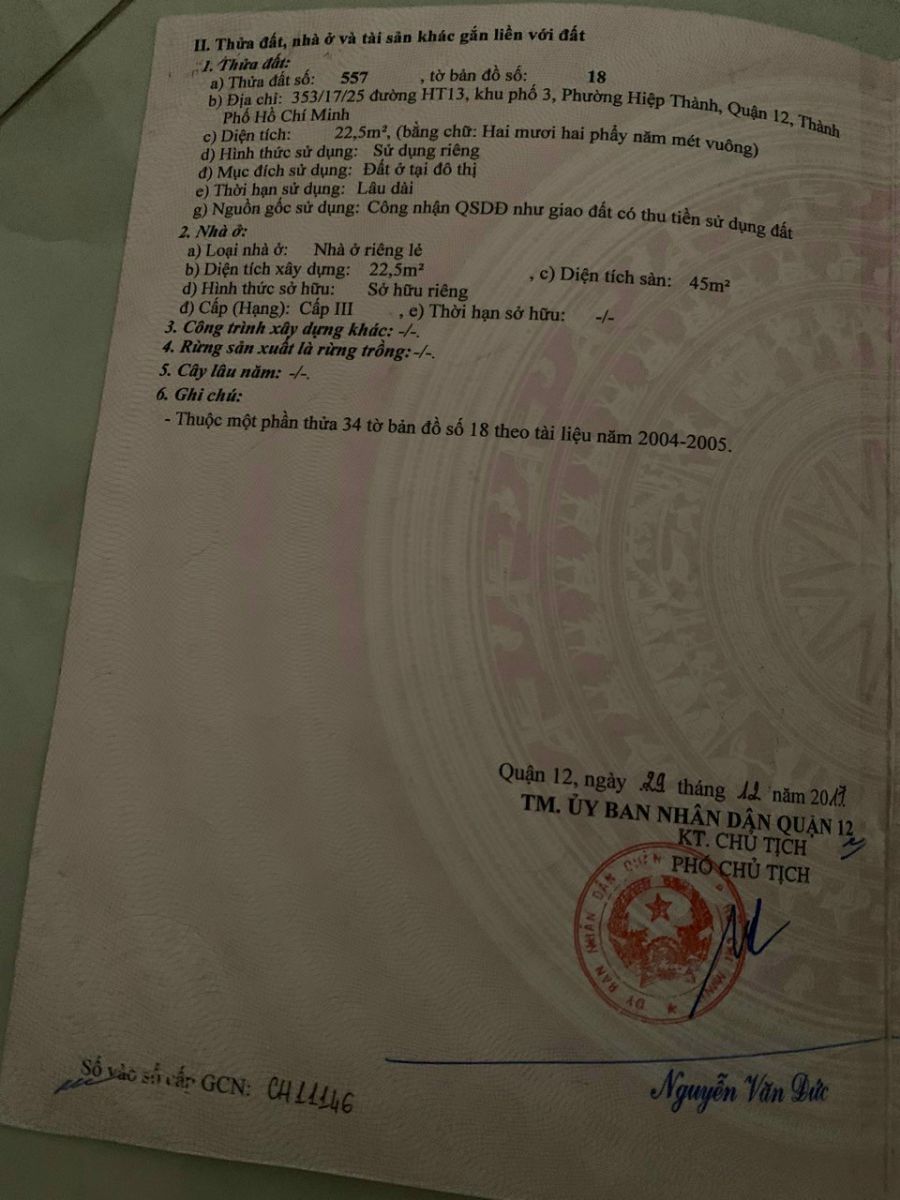 II. Thửa đất, nhà ở và tài sản khác gắn liền với đất
1. Thửa đất:
a) Thửa đất số: 557 , tờ bản đồ số: 18
b) Địa chỉ: 353/17/25 đường HT13, khu phố 3, Phường Hiệp Thành, Quận 12, Thành
Phố Hồ Chí Minh
c) Diện tích: 22,5m², (bằng chữ: Hai mươi hai phẩy năm mét vuông)
d) Hình thức sử dụng: Sử dụng riêng
đ) Mục đích sử dụng: Đất ở tại đô thị
e) Thời hạn sử dụng: Lâu dài
g) Nguồn gốc sử dụng: Công nhận QSDĐ như giao đất có thu tiền sử dụng đất
2. Nhà ở:
a) Loại nhà ở: Nhà ở riêng lẻ
b) Diện tích xây dựng: 22,5m² , c) Diện tích sàn: 45m²
d) Hình thức sở hữu: Sở hữu riêng
đ) Cấp (Hạng): Cấp III , e) Thời hạn sở hữu: -/-
3. Công trình xây dựng khác: -/-.
4. Rừng sản xuất là rừng trồng: -/-.
5. Cây lâu năm: -/-.
6. Ghi chú:
- Thuộc một phần thửa 34 tờ bản đồ số 18 theo tài liệu năm 2004-2005.
Quận 12, ngày 29 tháng 12 năm 2017
TM. ỦY BAN NHÂN DÂN QUẬN 12
KT. CHỦ TỊCH
PHÓ CHỦ TỊCH
ỦY BAN NHÂN DÂN QUẬN
Nguyễn Văn Đức
Số vào sổ cấp GCN: CH11146